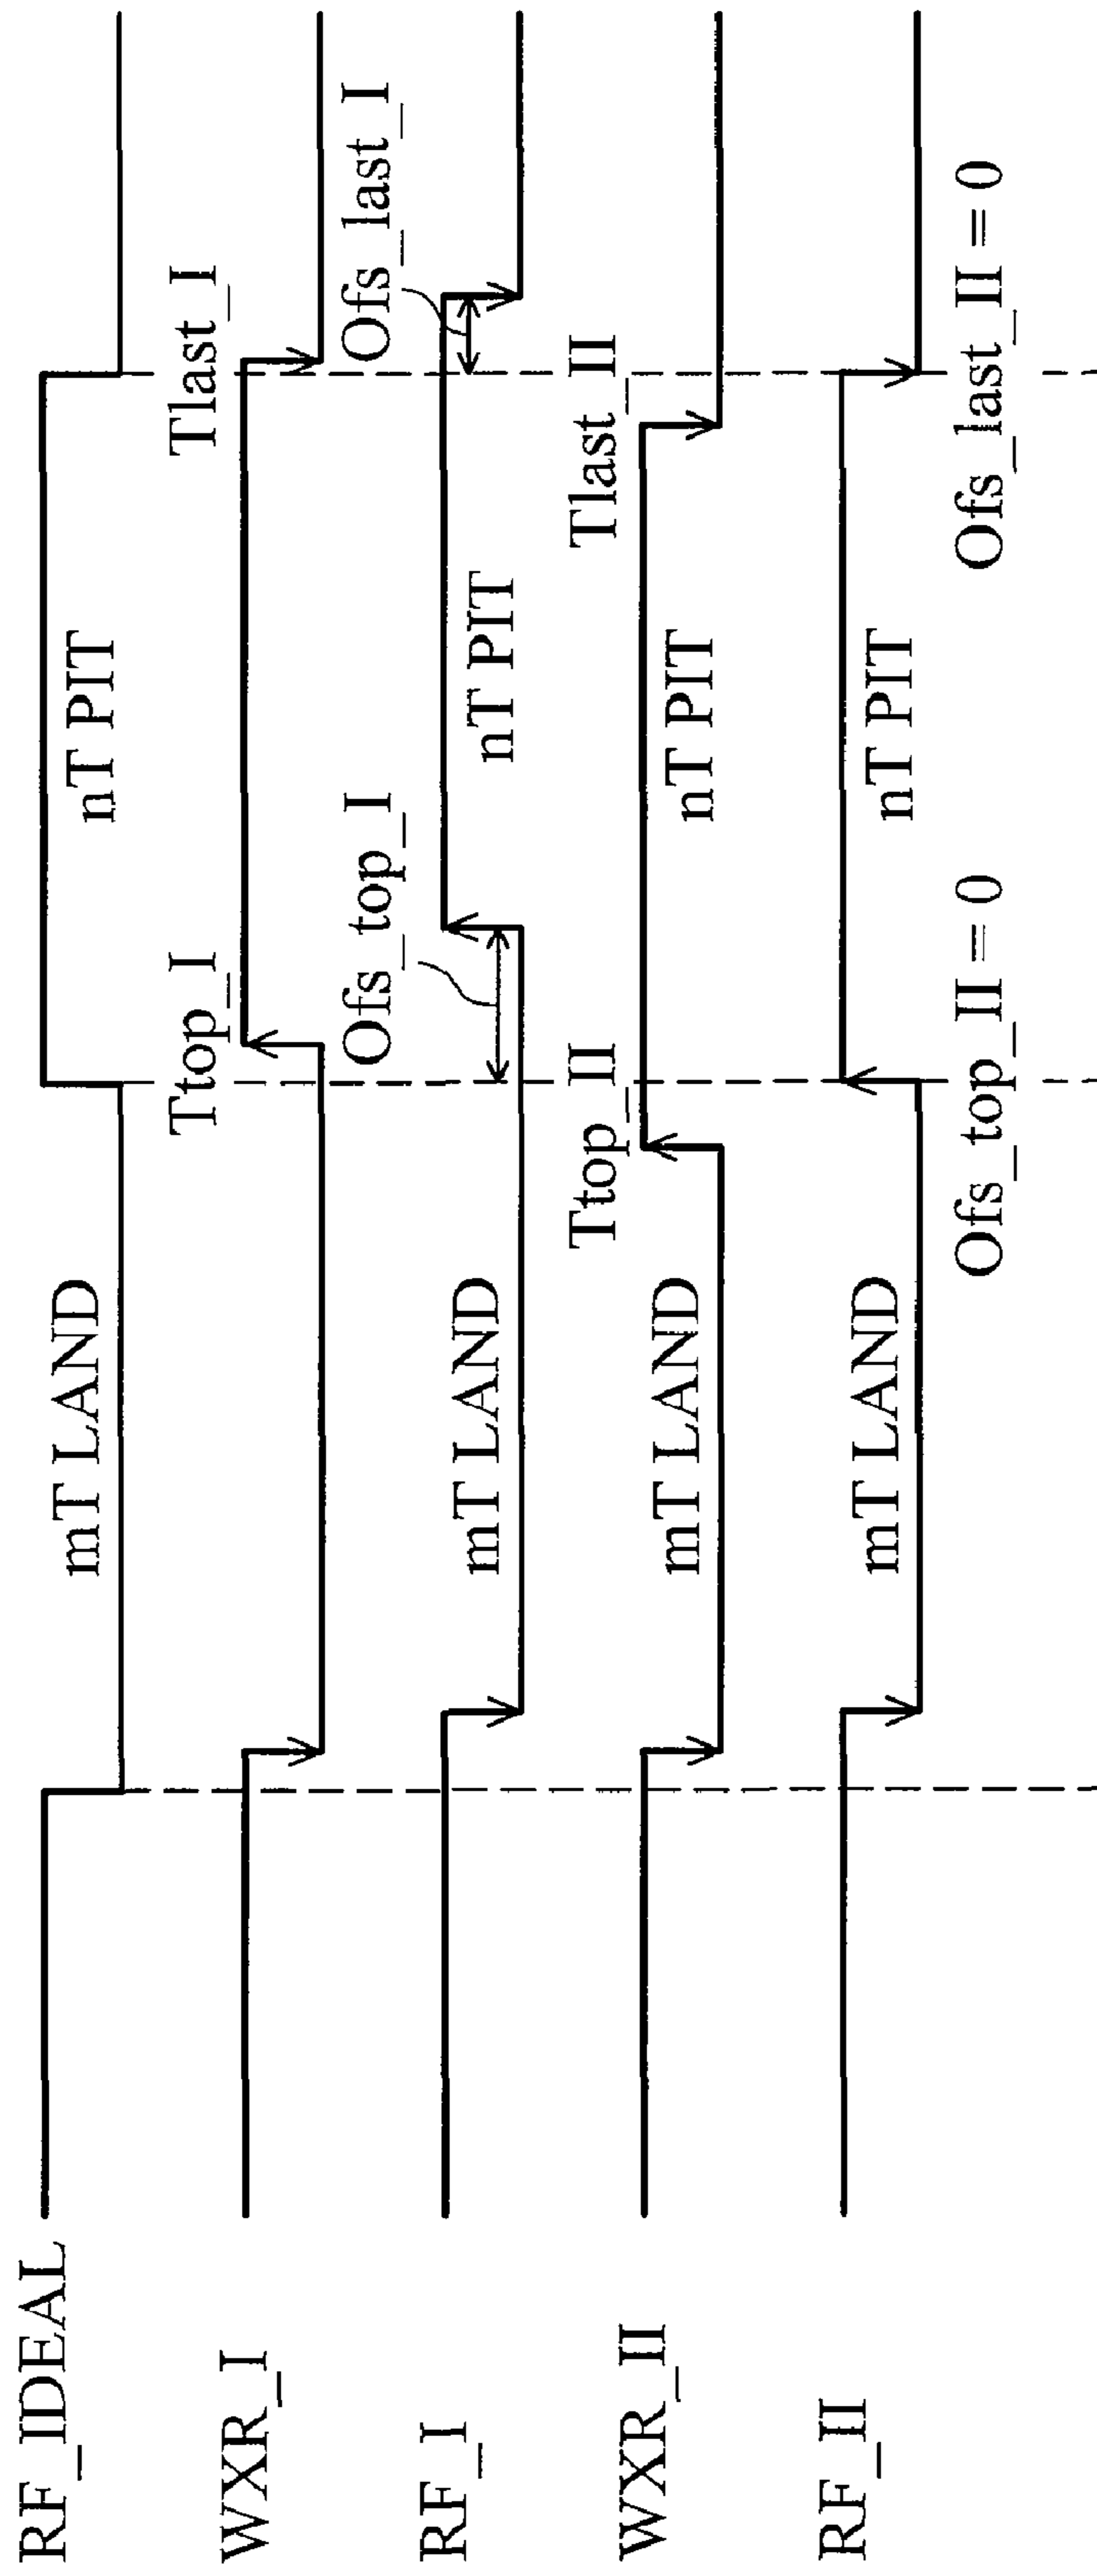 RF_IDEAL
mT LAND
nT PIT
WXR_I
Ttop_I
Tlast_I
RF_I
mT LAND
Ofs_top_I
nT PIT
Ofs_last_I
WXR_II
mT LAND
Ttop_II
nT PIT
Tlast_II
RF_II
mT LAND
nT PIT
Ofs_top_II = 0
Ofs_last_II = 0